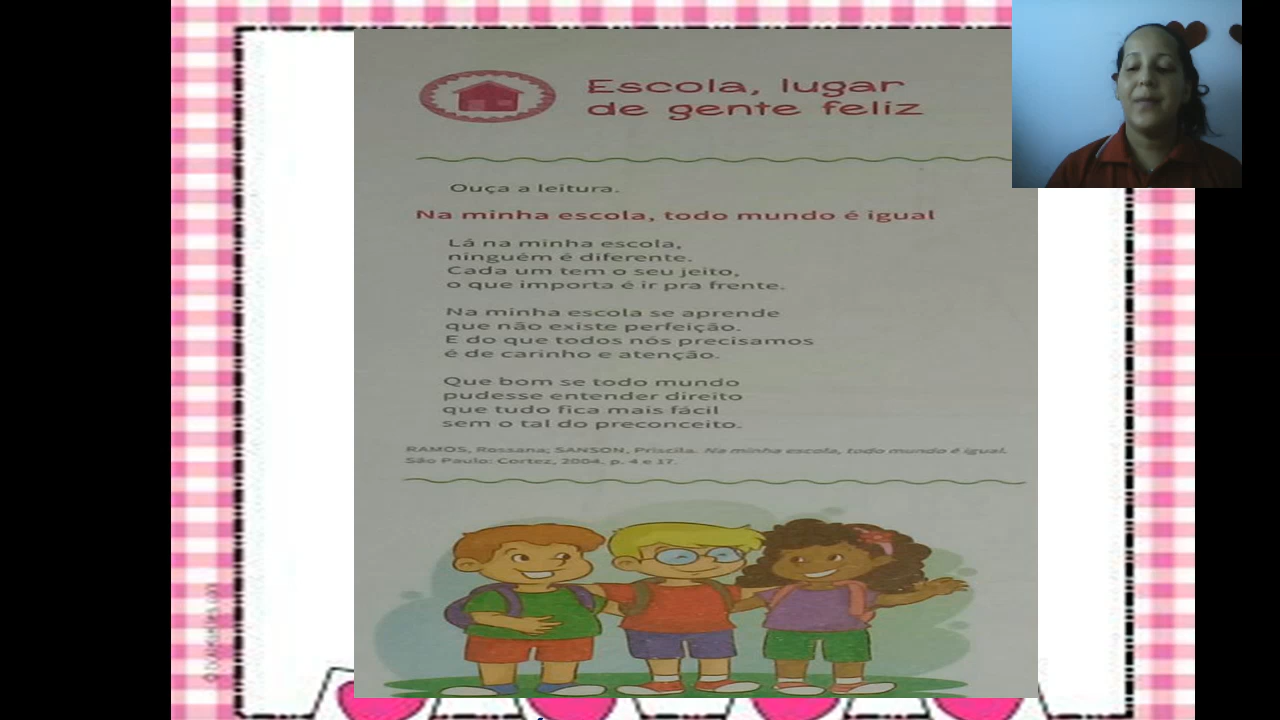 Escola, lugar
de gente feliz
Ouça a leitura.
Na minha escola, todo mundo é igual
Lá na minha escola,
ninguém é diferente.
Cada um tem o seu jeito,
o que importa é ir pra frente.
Na minha escola se aprende
que não existe perfeição.
E do que todos nós precisamos
é de carinho e atenção.
Que bom se todo mundo
pudesse entender direito
que tudo fica mais fácil
sem o tal do preconceito.
RAMOS, Rossana; SANSON, Priscila. Na minha escola, todo mundo é igual.
São Paulo: Cortez, 2004. p. 4 e 17.